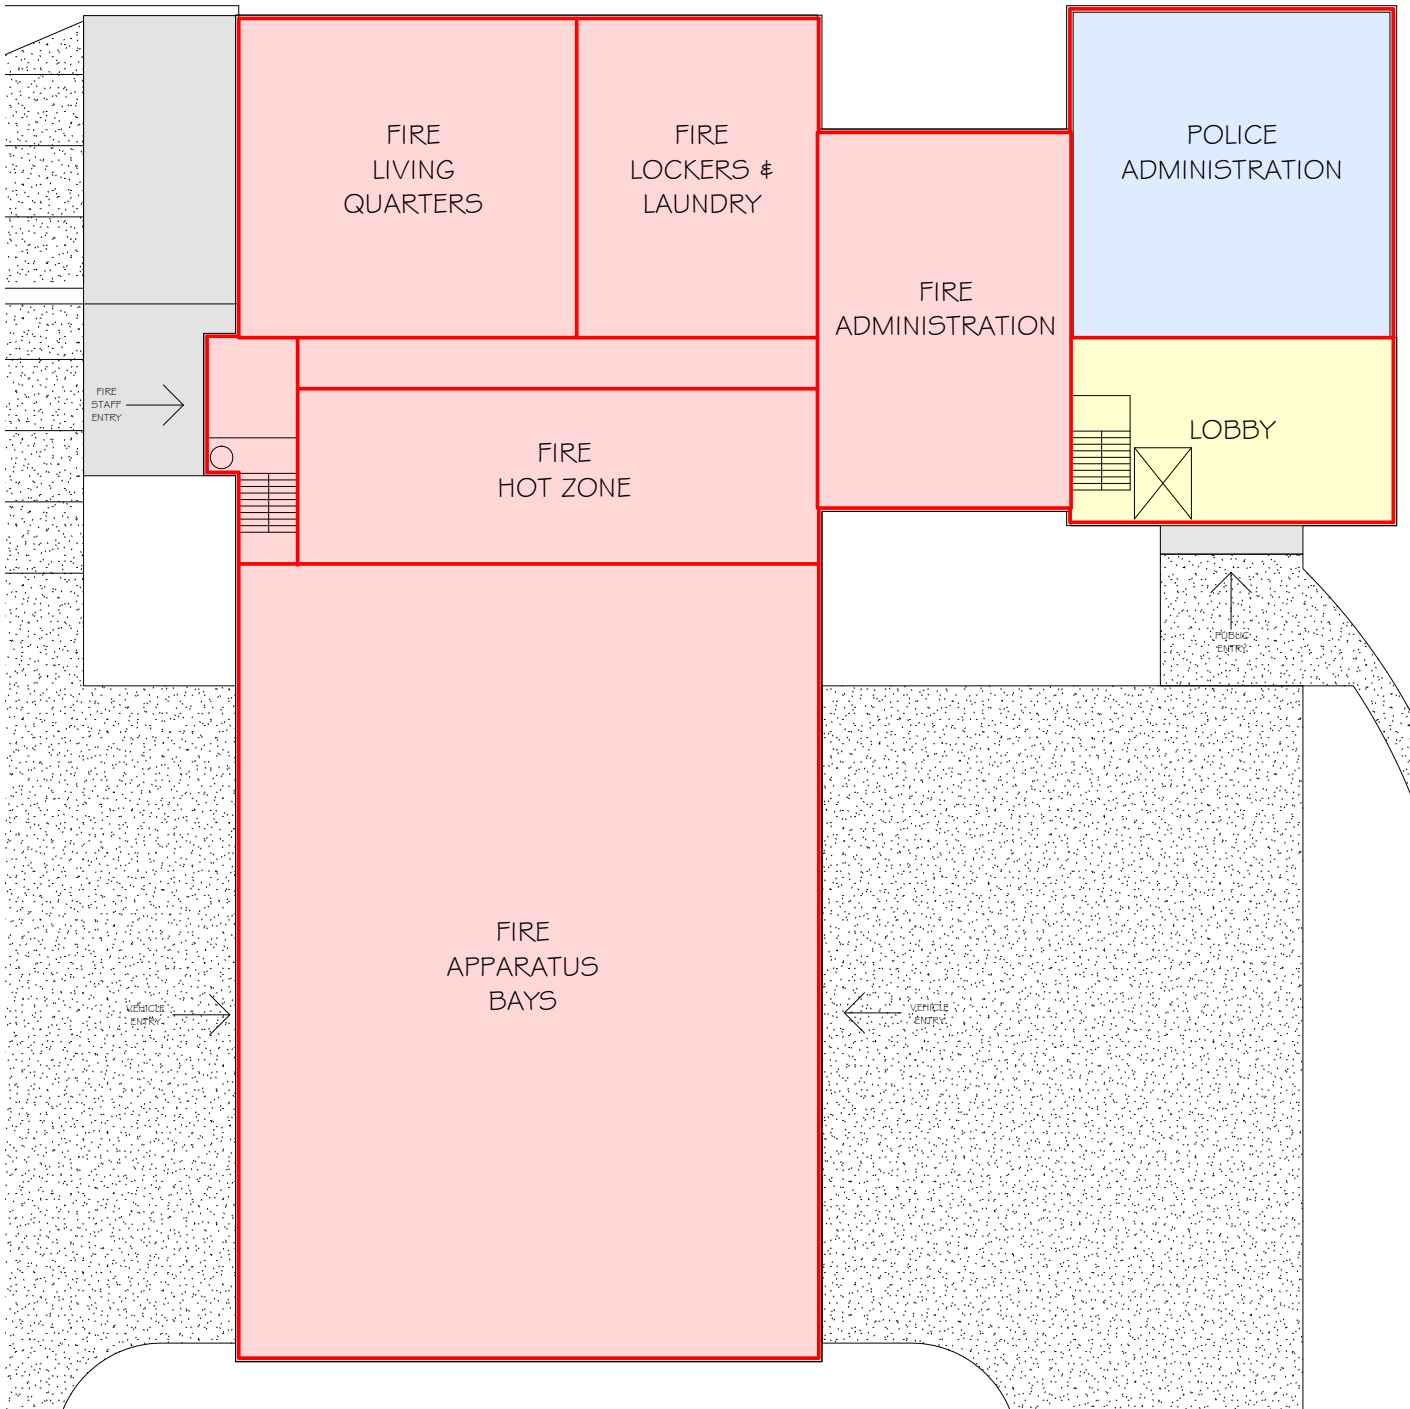 FIRE
LIVING
QUARTERS
FIRE
LOCKERS &
LAUNDRY
POLICE
ADMINISTRATION
FIRE
ADMINISTRATION
FIRE
STAFF
ENTRY
LOBBY
FIRE
HOT ZONE
PUBLIC
ENTRY
FIRE
APPARATUS
BAYS
VEHICLE
ENTRY
VEHICLE
ENTRY